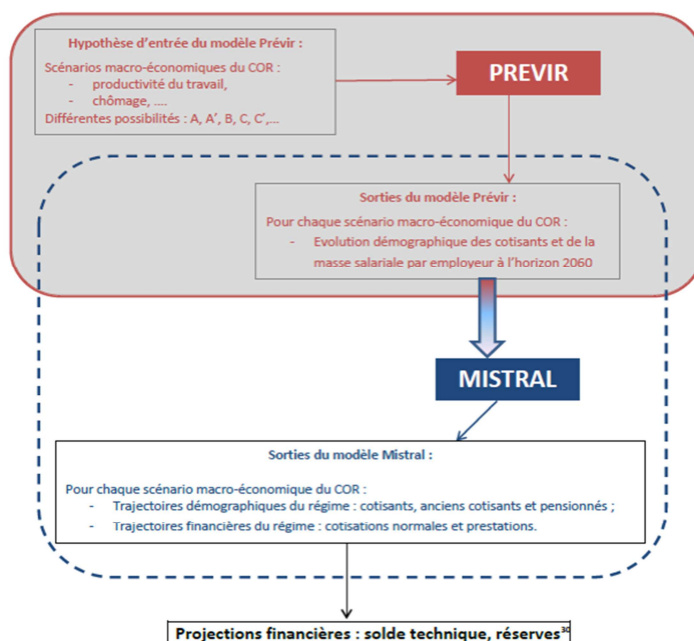 Hypothèse d'entrée du modèle Prévir :
Scénarios macro-économiques du COR :
- productivité du travail,
- chômage, ....
Différentes possibilités : A, A', B, C, C',...
PREVIR
Sorties du modèle Prévir :
Pour chaque scénario macro-économique du COR :
- Evolution démographique des cotisants et de la
masse salariale par employeur à l'horizon 2060
MISTRAL
Sorties du modèle Mistral :
Pour chaque scénario macro-économique du COR :
- Trajectoires démographiques du régime : cotisants, anciens cotisants et pensionnés ;
- Trajectoires financières du régime : cotisations normales et prestations.
Projections financières : solde technique, réserves³⁰